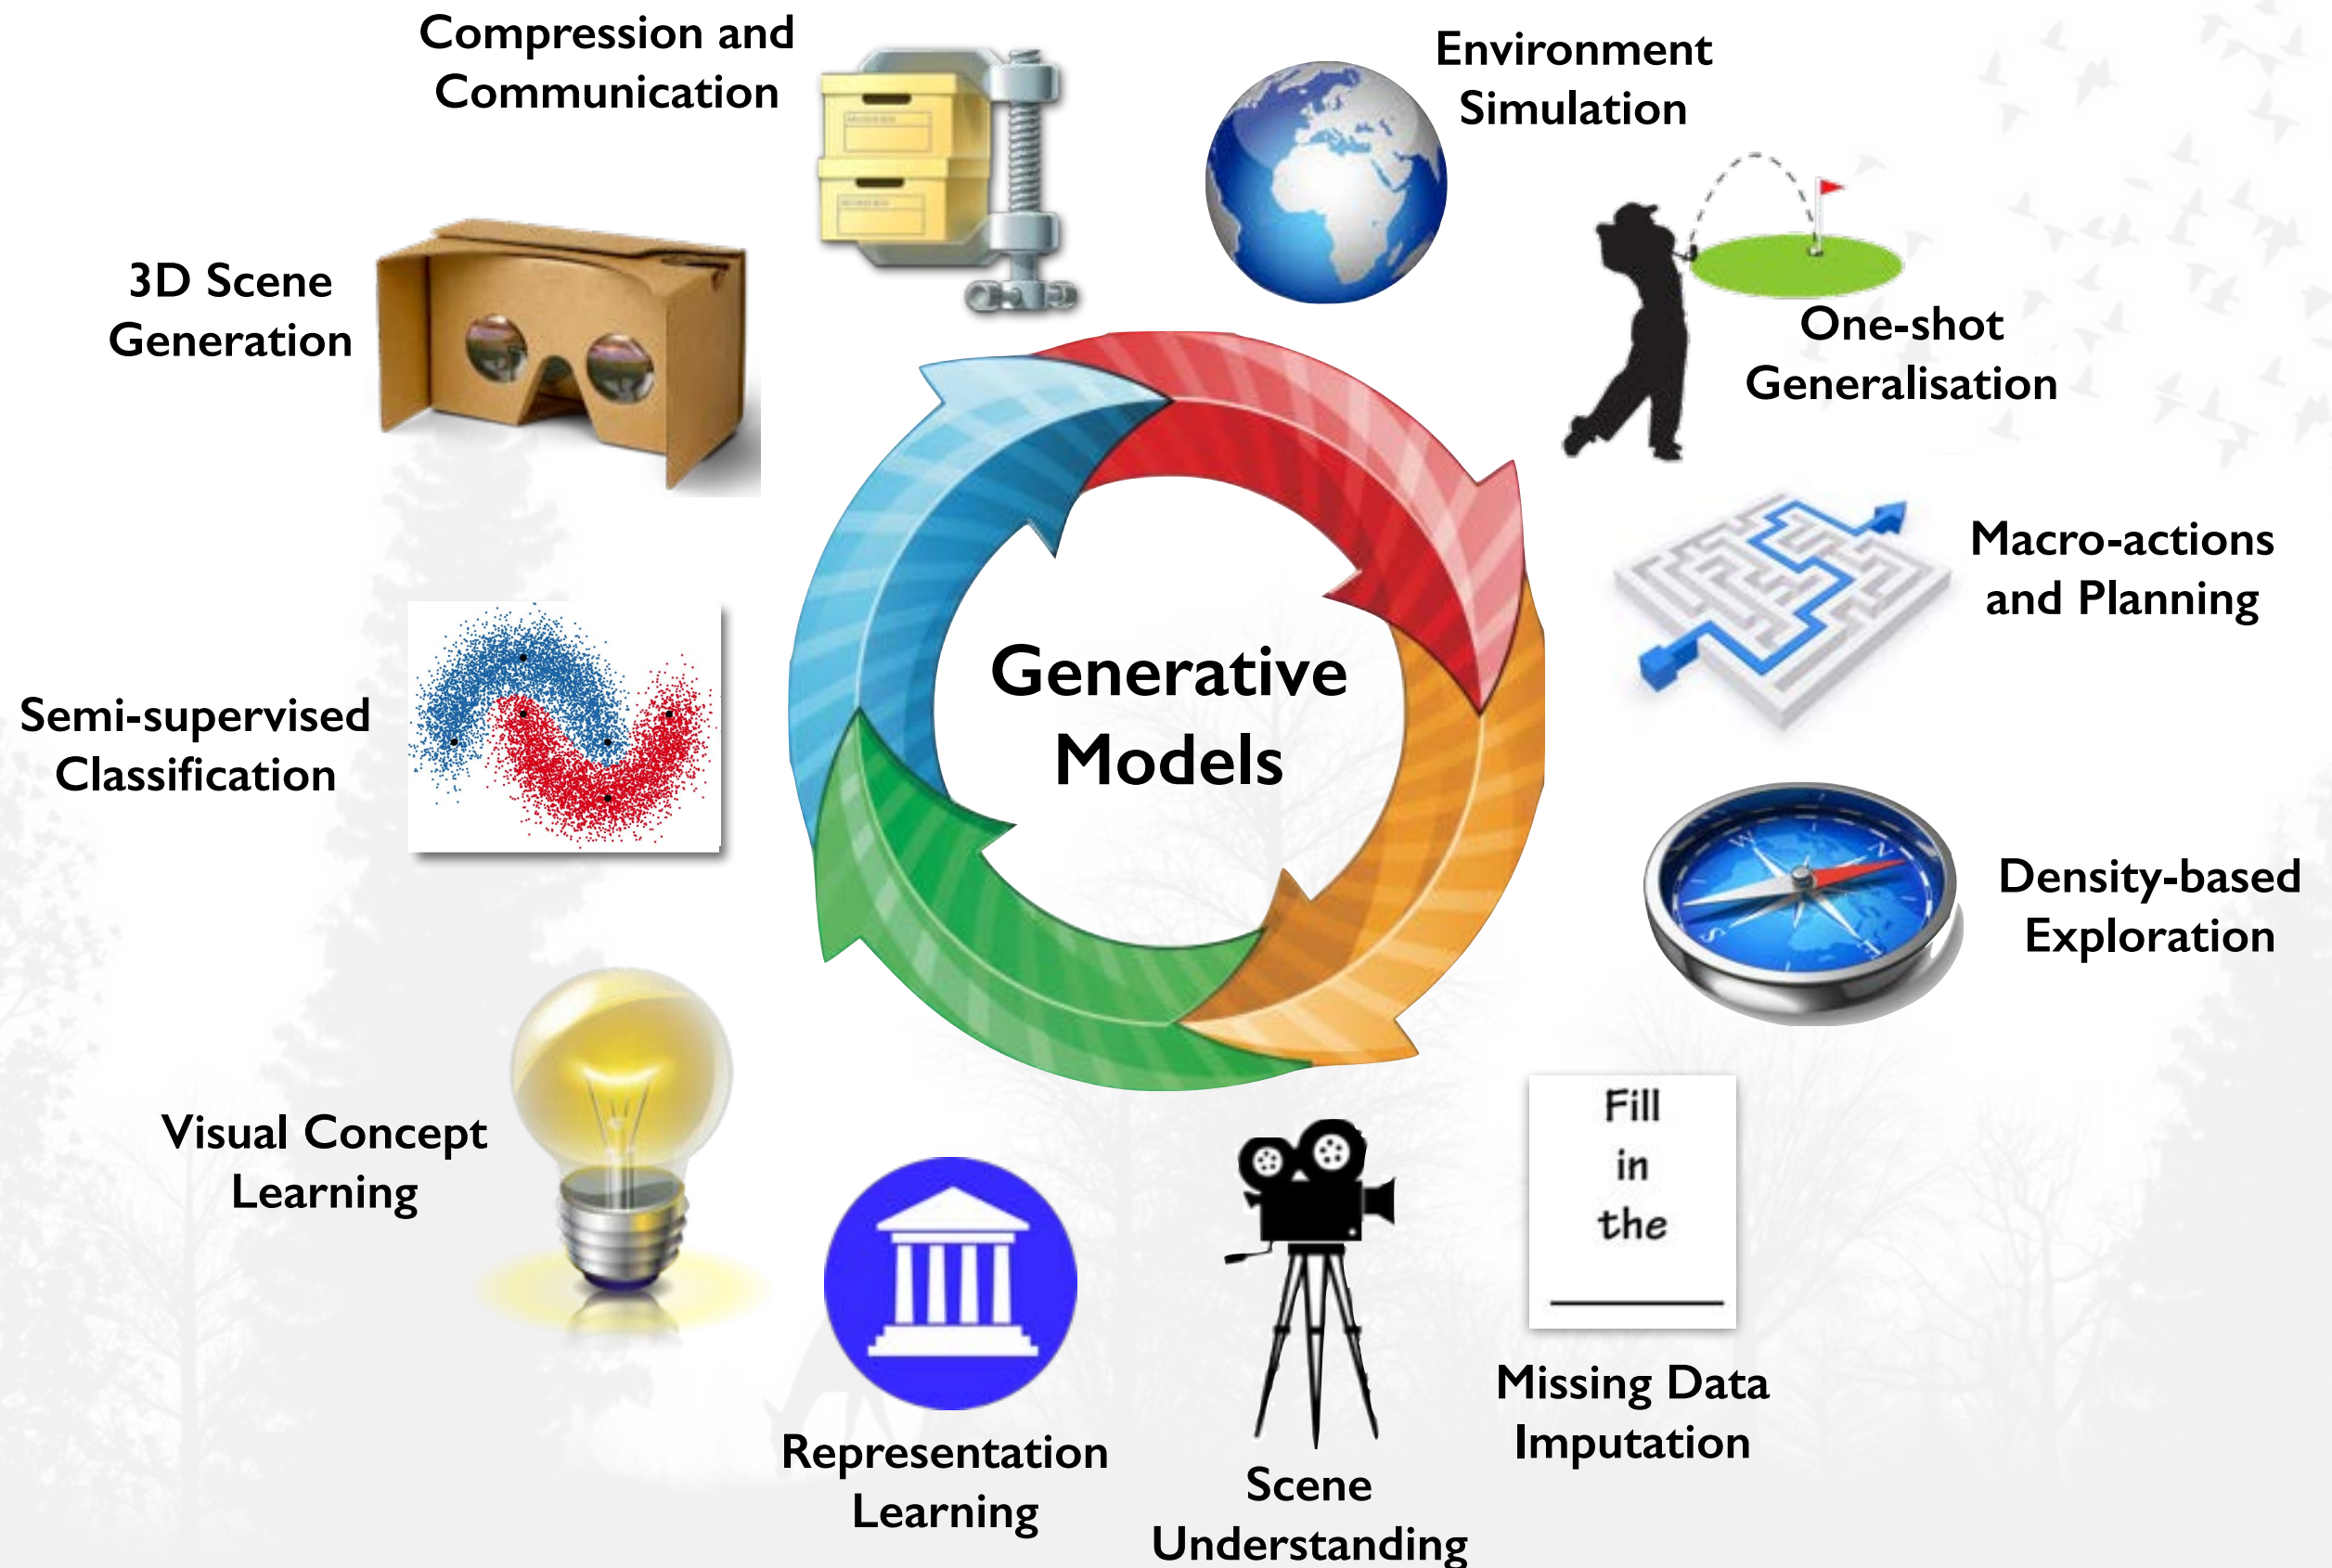 Compression and
Communication
Environment
Simulation
3D Scene
Generation
One-shot
Generalisation
Macro-actions
and Planning
Generative
Models
Semi-supervised
Classification
Density-based
Exploration
W
N
S
E
Visual Concept
Learning
Fill
in
the
Missing Data
Imputation
Representation
Learning
Scene
Understanding